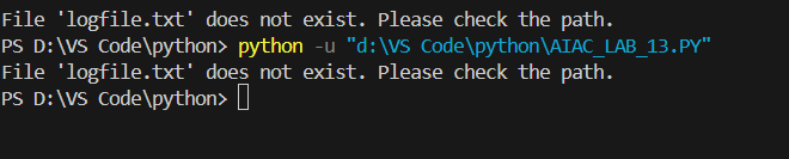 File 'logfile.txt' does not exist. Please check the path.
PS D:\VS Code\python> python -u "d:\VS Code\python\AIAC_LAB_13.PY"
File 'logfile.txt' does not exist. Please check the path.
PS D:\VS Code\python>